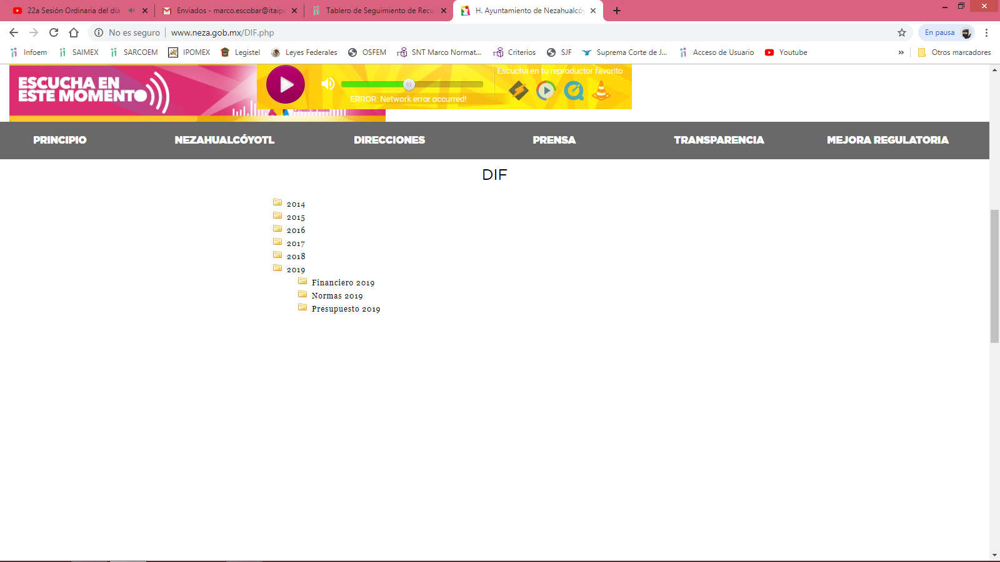 22a Sesión Ordinaria del día
Enviados - marco.escobar@itaipe
Tablero de Seguimiento de Recu
H. Ayuntamiento de Nezahualcóy
No es seguro
www.neza.gob.mx/DIF.php
En pausa
Infoem
SAIMEX
SARCOEM
IPOMEX
Legistel
Leyes Federales
OSFEM
SNT Marco Normat...
Criterios
SJF
Suprema Corte de J...
Acceso de Usuario
Youtube
»
Otros marcadores
ESCUCHA EN
ESTE MOMENTO
La radio de todos
Escucha en tu reproductor favorito
ERROR: Network error occurred!
PRINCIPIO
NEZAHUALCÓYOTL
DIRECCIONES
PRENSA
TRANSPARENCIA
MEJORA REGULATORIA
DIF
2014
2015
2016
2017
2018
2019
Financiero 2019
Normas 2019
Presupuesto 2019